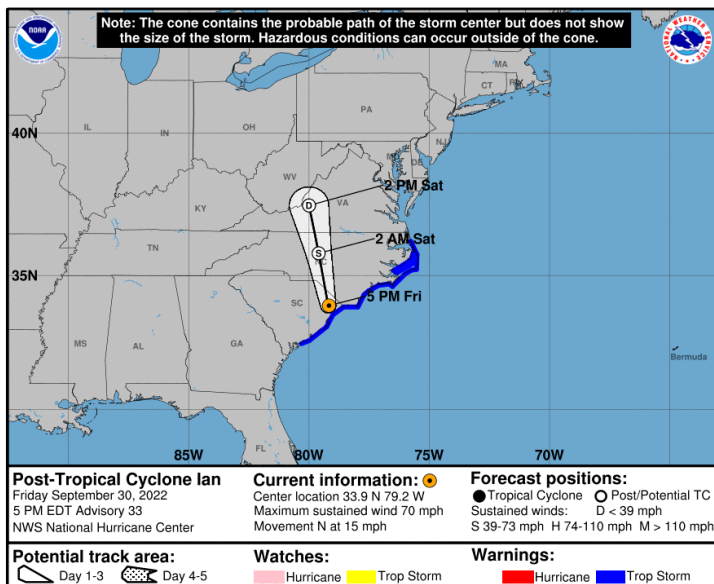 Note: The cone contains the probable path of the storm center but does not show
the size of the storm. Hazardous conditions can occur outside of the cone.
NOAA
NATIONAL WEATHER SERVICE
MA
CT
PA
NJ
40N
IL
IN
OH
DE
WV
2 PM Sat
D
VA
KY
2 AM Sat
S
TN
35N
5 PM Fri
SC
MS
AL
GA
Bermuda
FL
85W
80W
75W
70W
Post-Tropical Cyclone Ian
Friday September 30, 2022
5 PM EDT Advisory 33
NWS National Hurricane Center
Current information:
Center location 33.9 N 79.2 W
Maximum sustained wind 70 mph
Movement N at 15 mph
Forecast positions:
Tropical Cyclone Post/Potential TC
Sustained winds: D < 39 mph
S 39-73 mph H 74-110 mph M > 110 mph
Potential track area:
Day 1-3 Day 4-5
Watches:
Hurricane Trop Storm
Warnings:
Hurricane Trop Storm